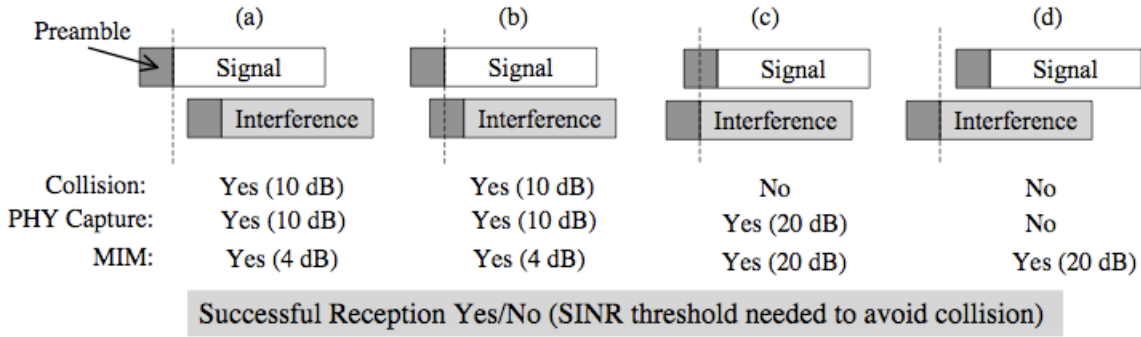 (a) (b) (c) (d)
Preamble
Signal Signal Signal Signal
Interference Interference Interference Interference
Collision: Yes (10 dB) Yes (10 dB) No No
PHY Capture: Yes (10 dB) Yes (10 dB) Yes (20 dB) No
MIM: Yes (4 dB) Yes (4 dB) Yes (20 dB) Yes (20 dB)
Successful Reception Yes/No (SINR threshold needed to avoid collision)